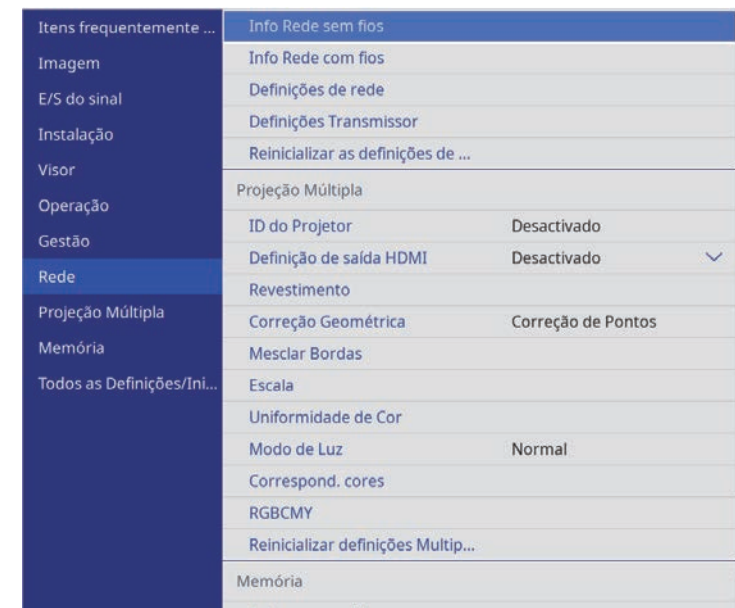 Itens frequentemente ...
Imagem
E/S do sinal
Instalação
Visor
Operação
Gestão
Rede
Projeção Múltipla
Memória
Todos as Definições/Ini...
Info Rede sem fios
Info Rede com fios
Definições de rede
Definições Transmissor
Reinicializar as definições de ...
Projeção Múltipla
ID do Projetor Desactivado
Definição de saída HDMI Desactivado
Revestimento
Correção Geométrica Correção de Pontos
Mesclar Bordas
Escala
Uniformidade de Cor
Modo de Luz Normal
Correspond. cores
RGBCMY
Reinicializar definições Multip...
Memória